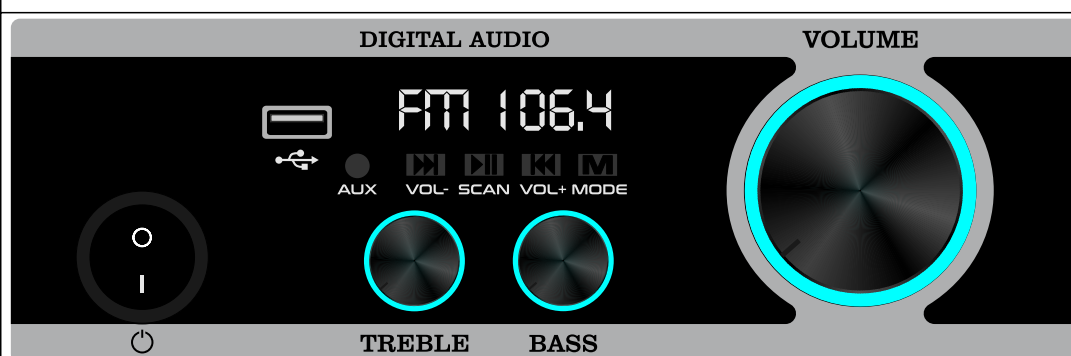 DIGITAL AUDIO
VOLUME
FM 106.4
M
AUX VOL- SCAN VOL+ MODE
TREBLE BASS